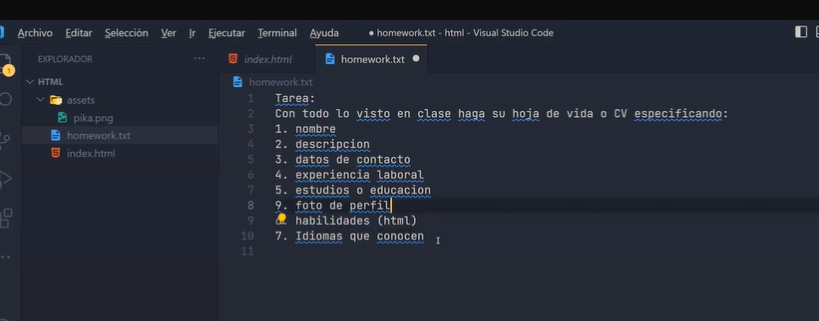 Archivo Editar Selección Ver Ir Ejecutar Terminal Ayuda ● homework.txt - html - Visual Studio Code
EXPLORADOR ··· index.html homework.txt ●
HTML homework.txt
assets
pika.png
homework.txt
index.html
1
1 Tarea:
2 Con todo lo visto en clase haga su hoja de vida o CV especificando:
3 1. nombre
4 2. descripcion
5 3. datos de contacto
6 4. experiencia laboral
7 5. estudios o educacion
8 9. foto de perfil
9 habilidades (html)
10 7. Idiomas que conocen
11